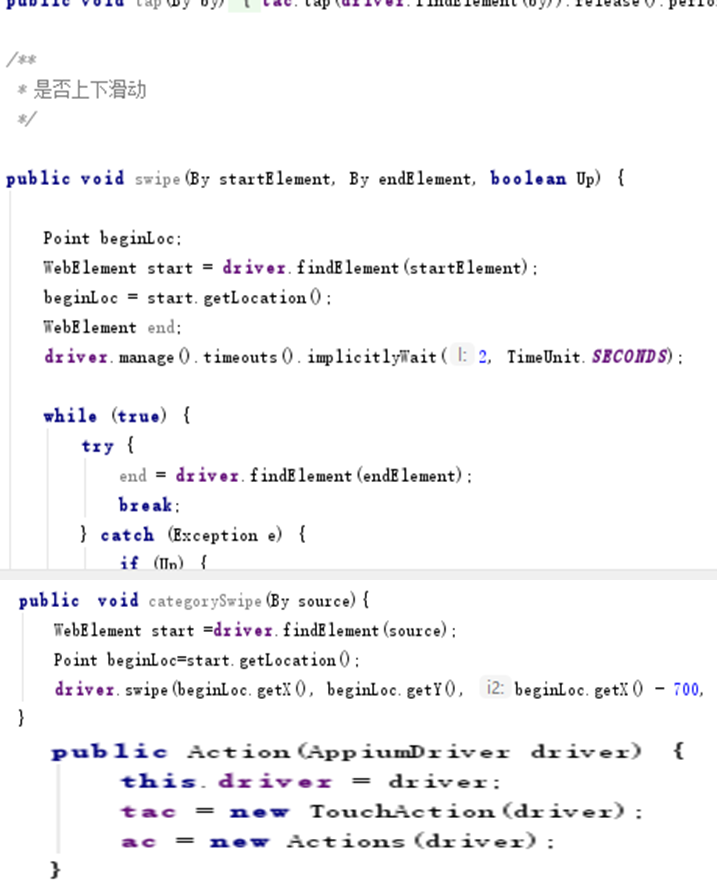 public void tap(By by) { tac.tap(driver.findElement(by)).release().perfo
/**
* 是否上下滑动
*/
public void swipe(By startElement, By endElement, boolean Up) {
Point beginLoc;
WebElement start = driver.findElement(startElement);
beginLoc = start.getLocation();
WebElement end;
driver.manage().timeouts().implicitlyWait( l: 2, TimeUnit.SECONDS);
while (true) {
try {
end = driver.findElement(endElement);
break;
} catch (Exception e) {
if (Up) {
public void categorySwipe(By source){
WebElement start =driver.findElement(source);
Point beginLoc=start.getLocation();
driver.swipe(beginLoc.getX(), beginLoc.getY(), i2: beginLoc.getX() - 700,
}
public Action(AppiumDriver driver) {
this.driver = driver;
tac = new TouchAction(driver);
ac = new Actions(driver);
}